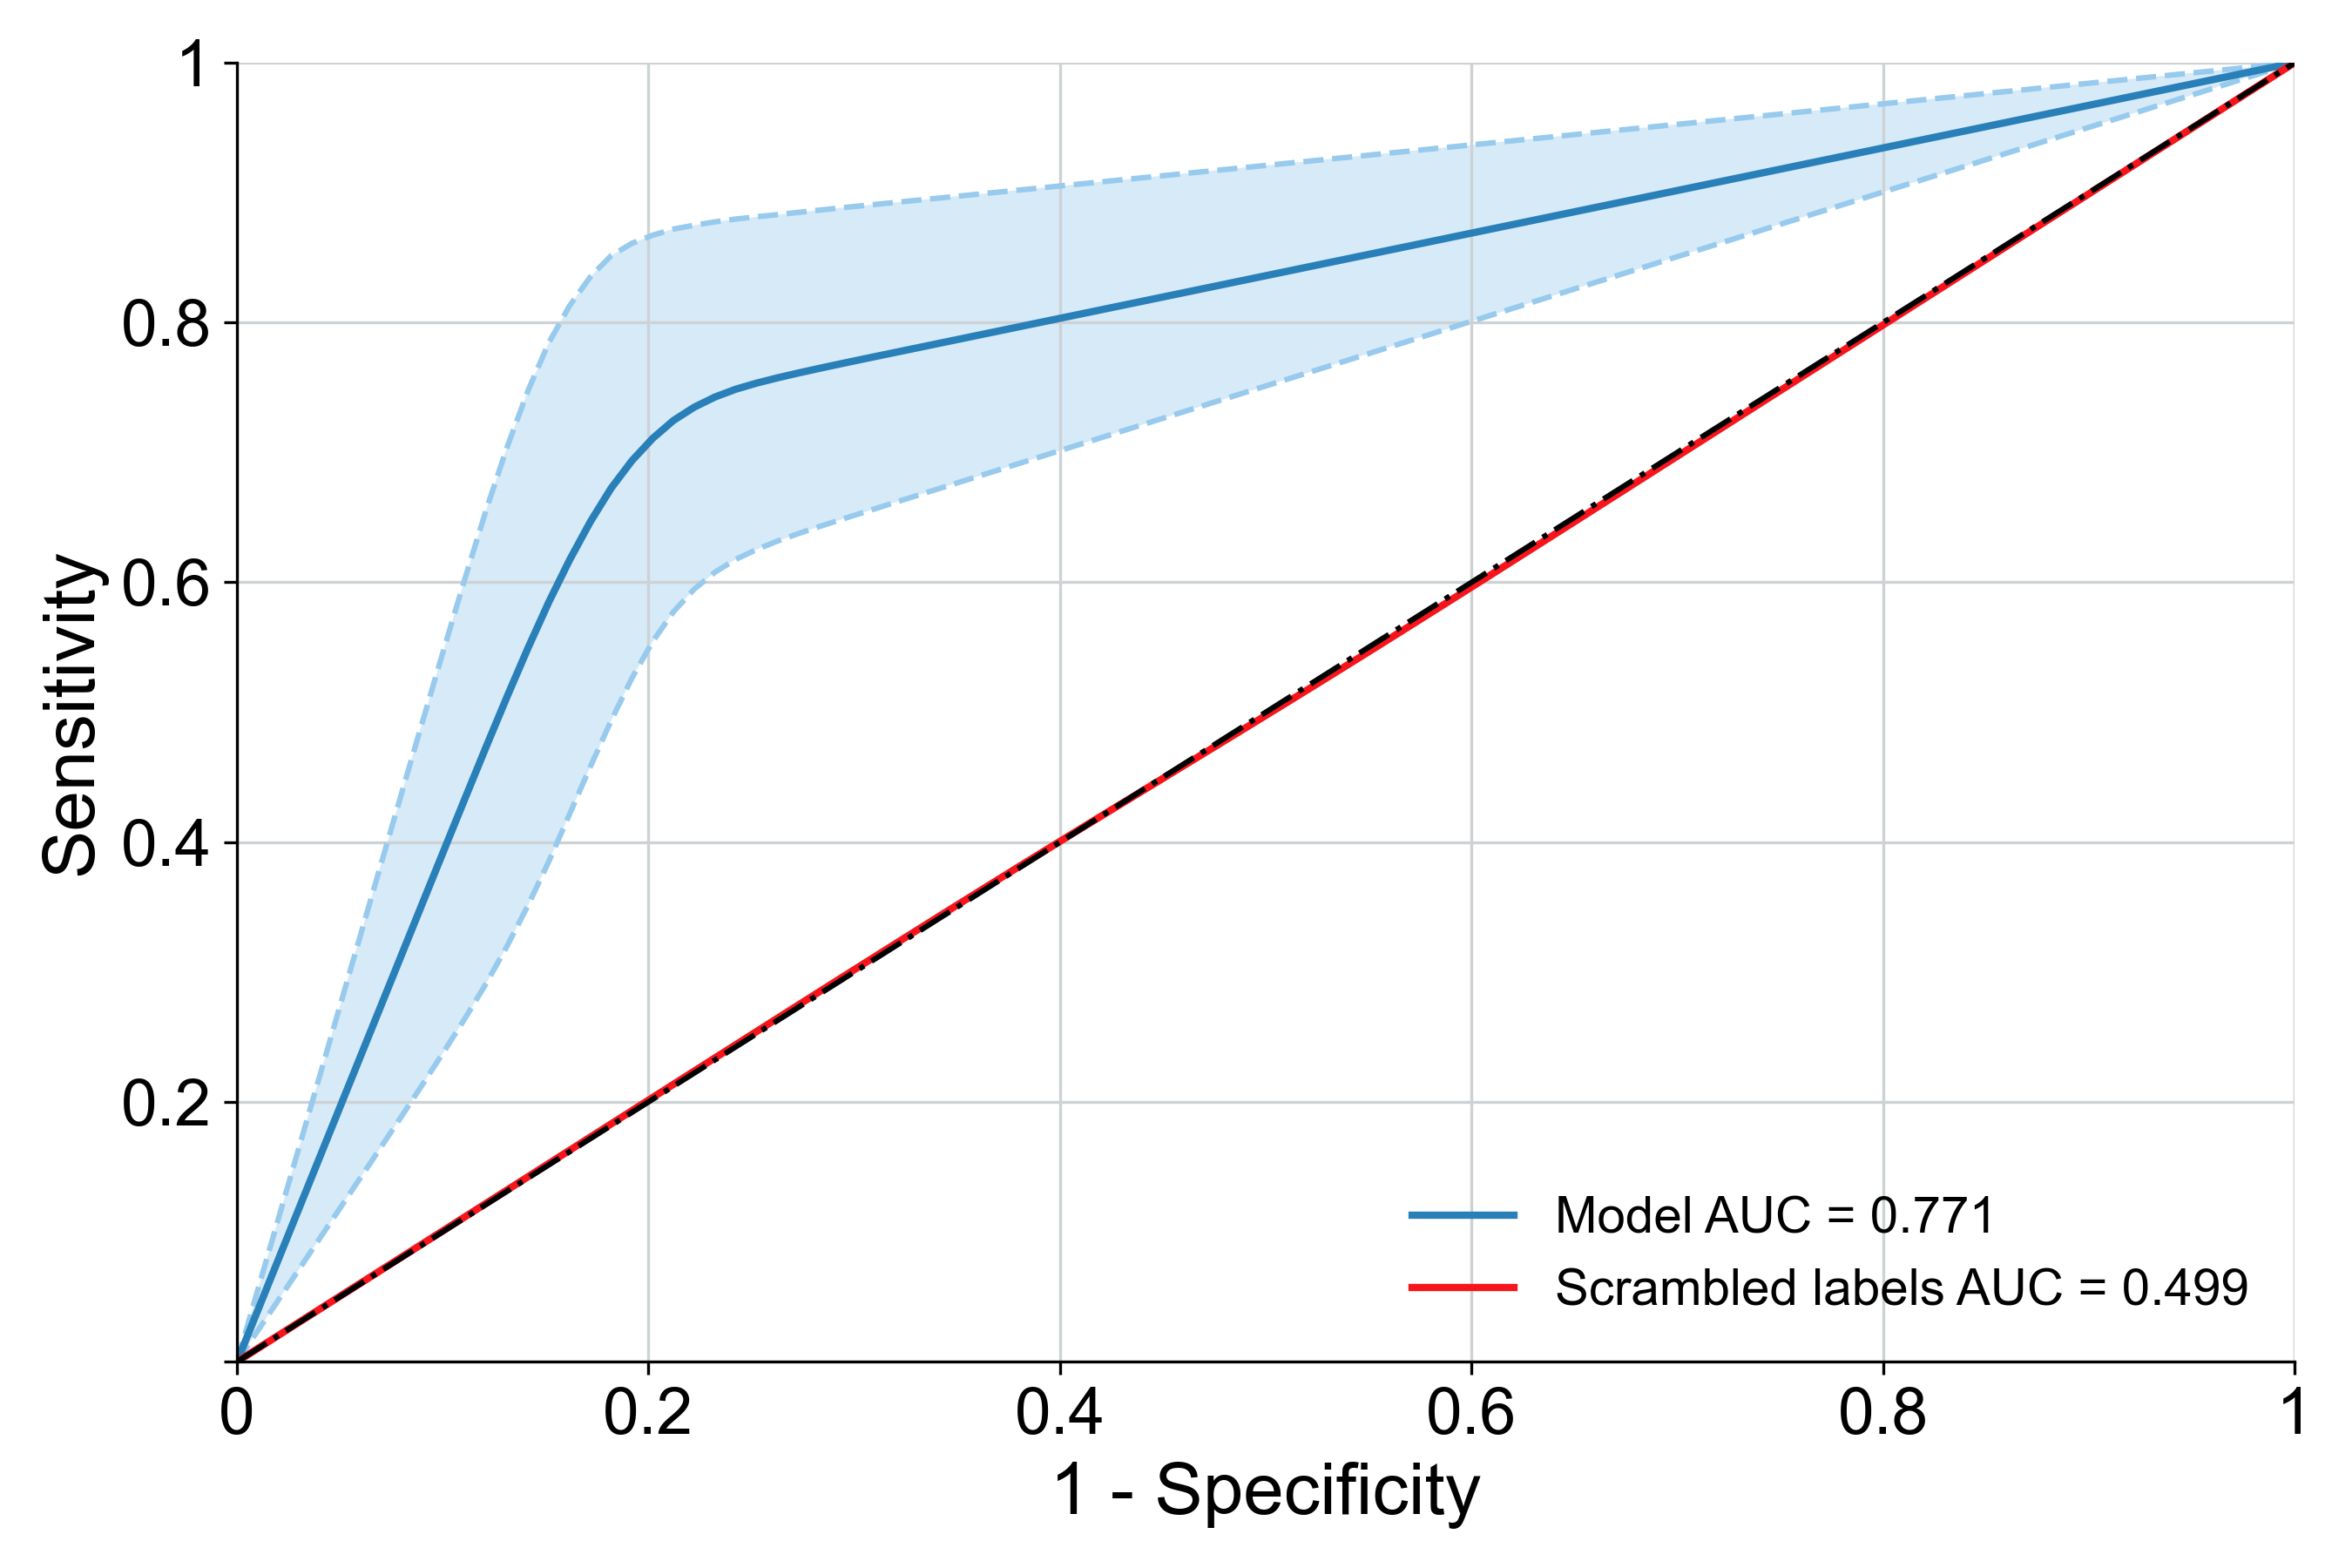 1
0.8
0.6
0.4
0.2
Sensitivity
Model AUC = 0.771
Scrambled labels AUC = 0.499
0 0.2 0.4 0.6 0.8 1
1 - Specificity